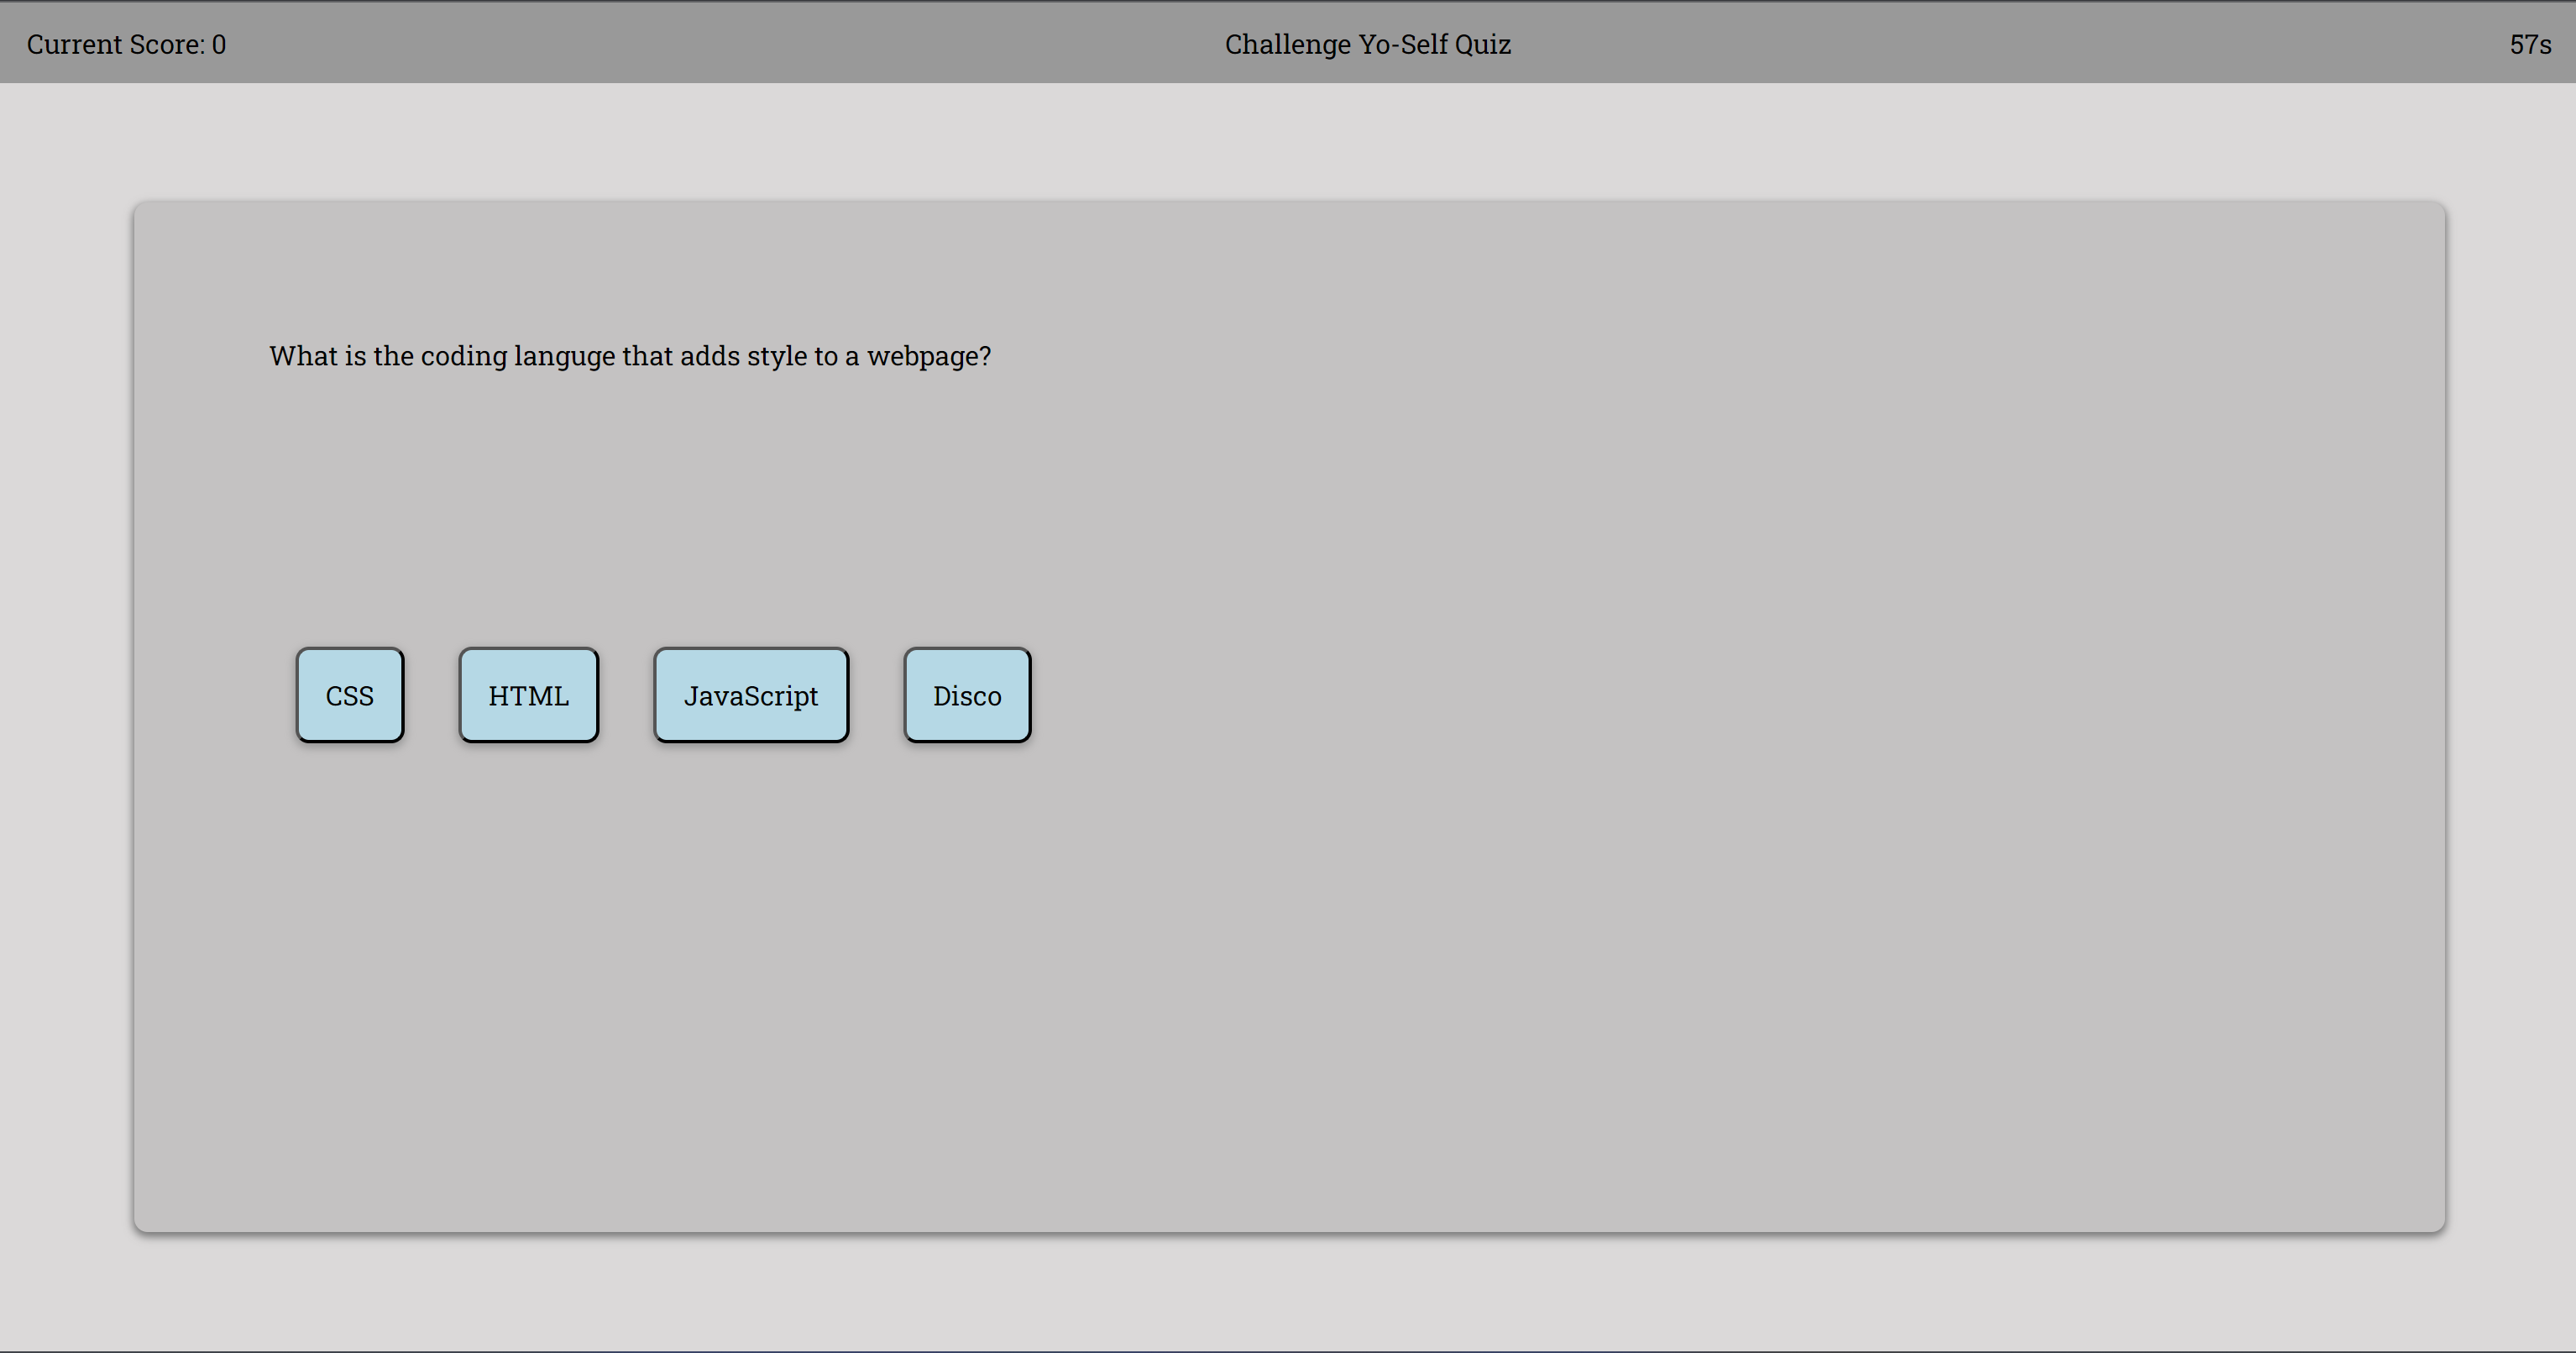 Current Score: 0 Challenge Yo-Self Quiz 57s
What is the coding languge that adds style to a webpage?
CSS HTML JavaScript Disco